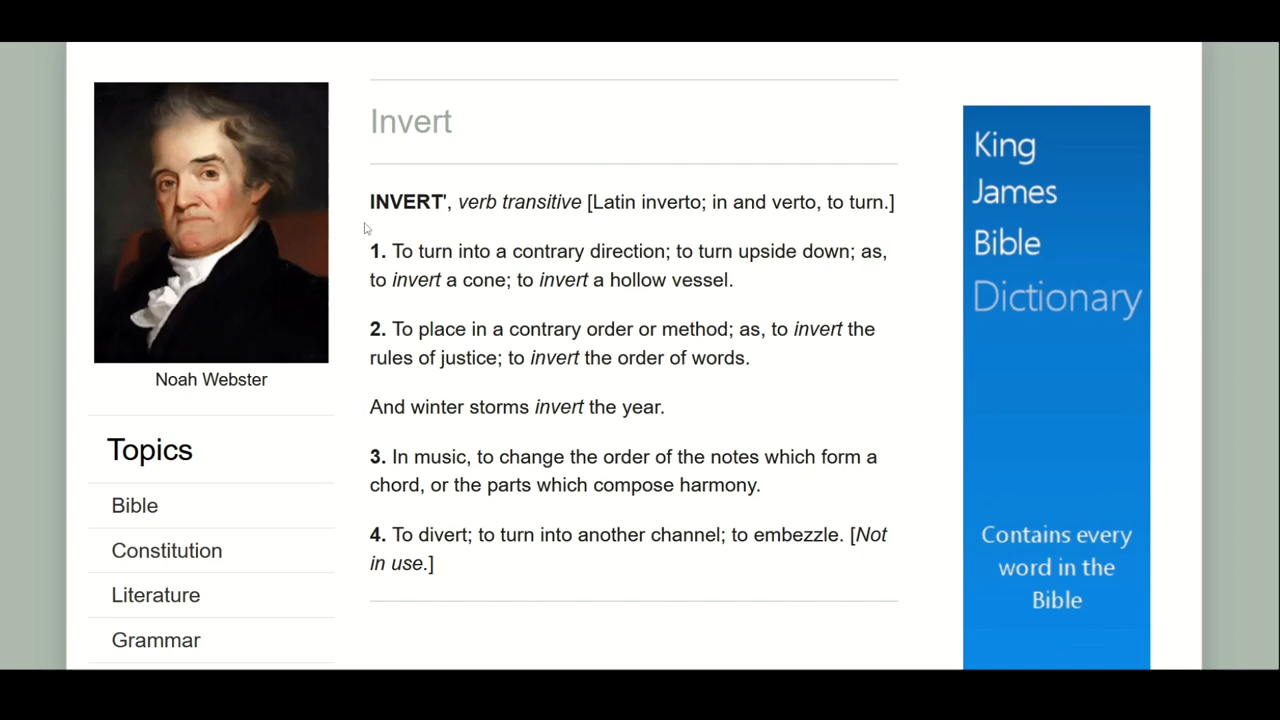 Noah Webster
Topics
Bible
Constitution
Literature
Grammar
Invert
INVERT', verb transitive [Latin inverto; in and verto, to turn.]
1. To turn into a contrary direction; to turn upside down; as,
to invert a cone; to invert a hollow vessel.
2. To place in a contrary order or method; as, to invert the
rules of justice; to invert the order of words.
And winter storms invert the year.
3. In music, to change the order of the notes which form a
chord, or the parts which compose harmony.
4. To divert; to turn into another channel; to embezzle. [Not
in use.]
King
James
Bible
Dictionary
Contains every
word in the
Bible